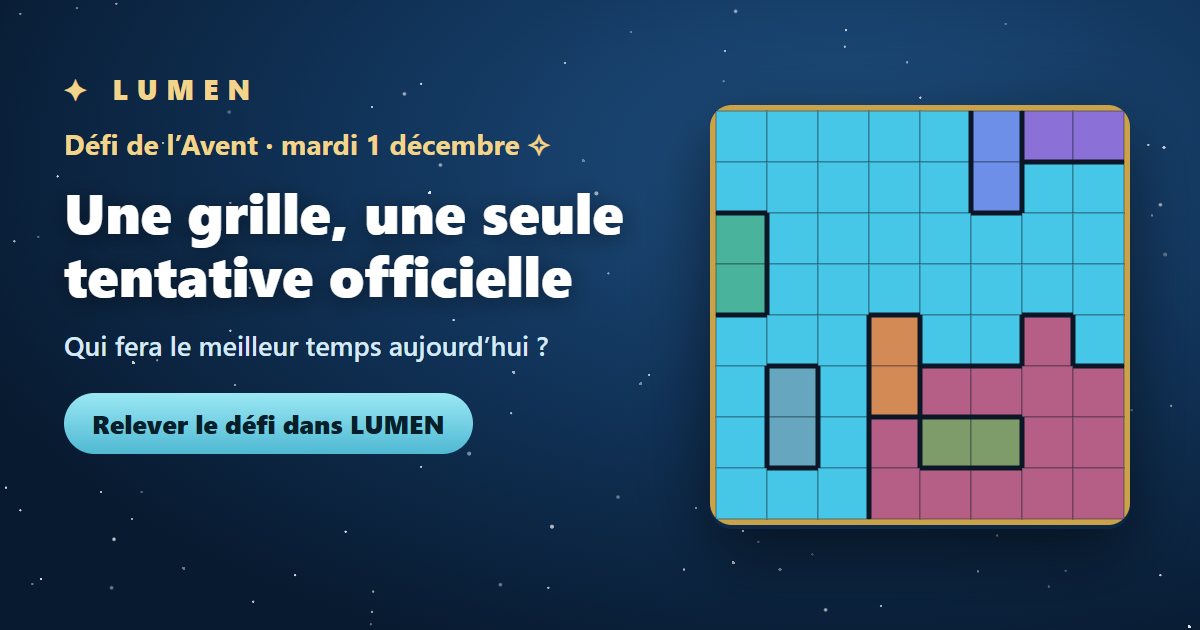 ✦ LUMEN
Défi de l’Avent · mardi 1 décembre ✧
Une grille, une seule
tentative officielle
Qui fera le meilleur temps aujourd’hui ?
Relever le défi dans LUMEN